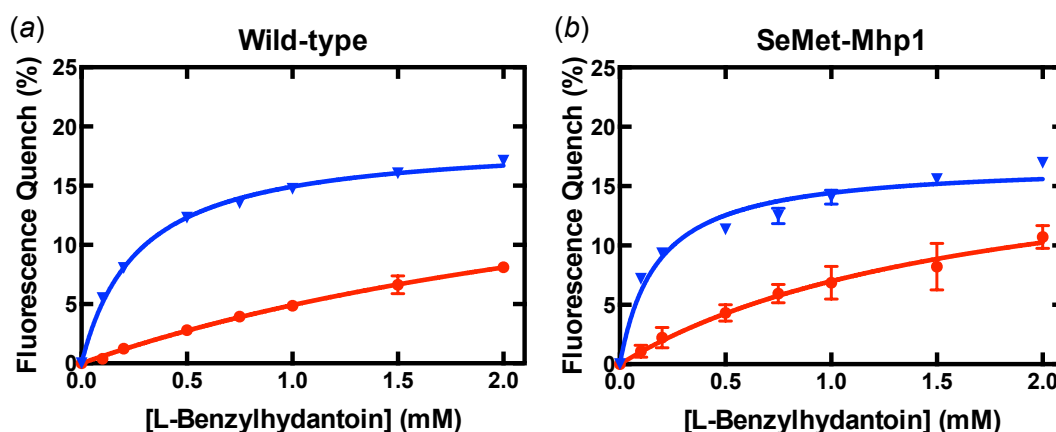 (a)
Wild-type
Fluorescence Quench (%)
25
20
15
10
5
0
0.0 0.5 1.0 1.5 2.0
[L-Benzylhydantoin] (mM)
(b)
SeMet-Mhp1
Fluorescence Quench (%)
25
20
15
10
5
0
0.0 0.5 1.0 1.5 2.0
[L-Benzylhydantoin] (mM)